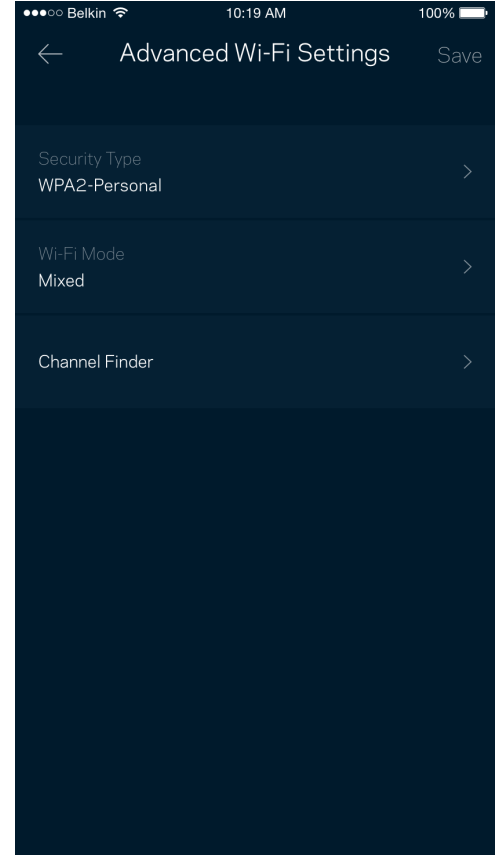 Belkin 10:19 AM 100%
Advanced Wi-Fi Settings Save
Security Type
WPA2-Personal
Wi-Fi Mode
Mixed
Channel Finder